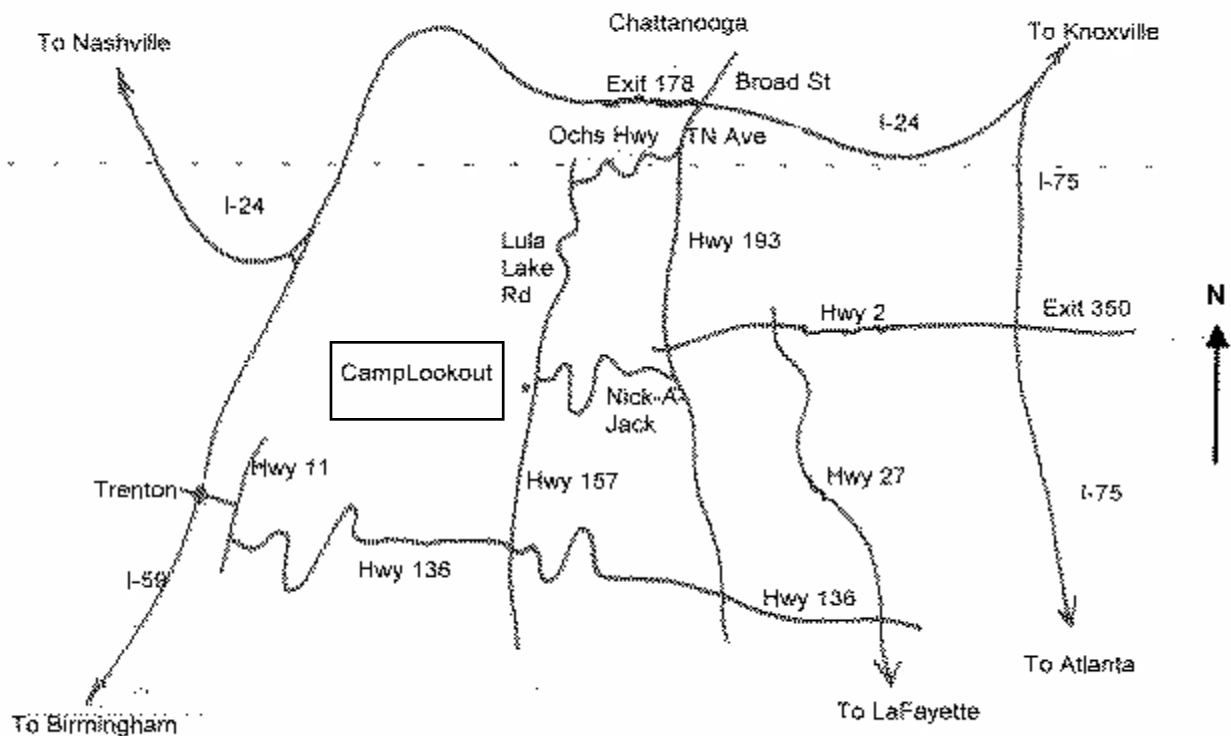 Chattanooga
To Nashville
To Knoxville
Exit 178
Broad St
I-24
Ochs Hwy
TN Ave
I-75
I-24
Lula
Lake
Rd
Hwy 193
N
Hwy 2
Exit 350
CampLookout
Nick-A-
Jack
Hwy 11
Trenton
Hwy 157
Hwy 27
I-75
I-59
Hwy 136
Hwy 136
To Atlanta
To LaFayette
To Birmingham